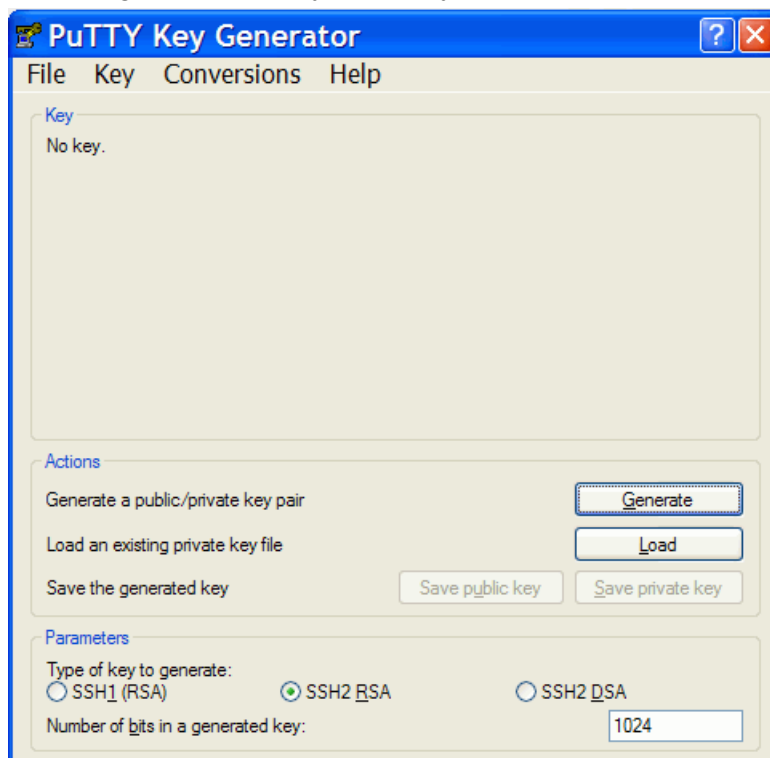 PuTTY Key Generator
File Key Conversions Help
Key
No key.
Actions
Generate a public/private key pair Generate
Load an existing private key file Load
Save the generated key Save public key Save private key
Parameters
Type of key to generate:
SSH1 (RSA) SSH2 RSA SSH2 DSA
Number of bits in a generated key: 1024